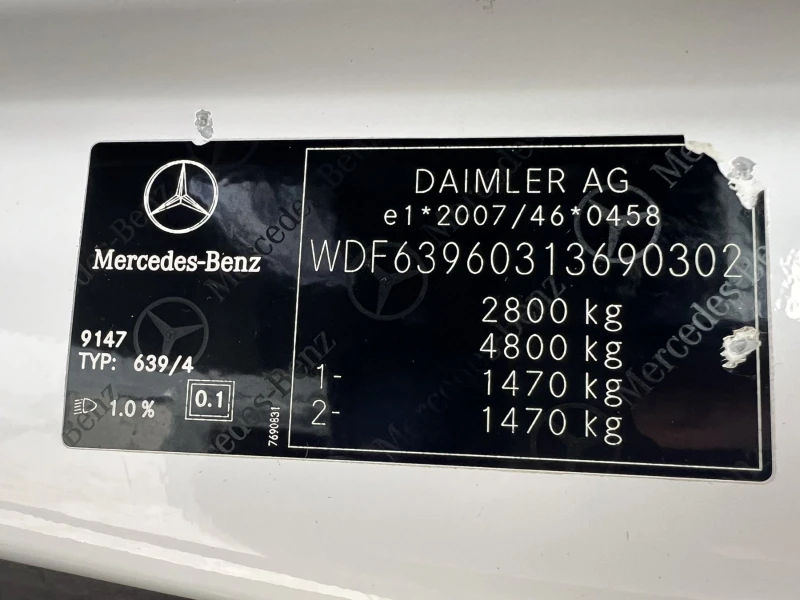 Mercedes-Benz
9147
TYP: 639/4
1.0 %
0.1
7690831
DAIMLER AG
e1*2007/46*0458
WDF63960313690302
2800 kg
4800 kg
1- 1470 kg
2- 1470 kg